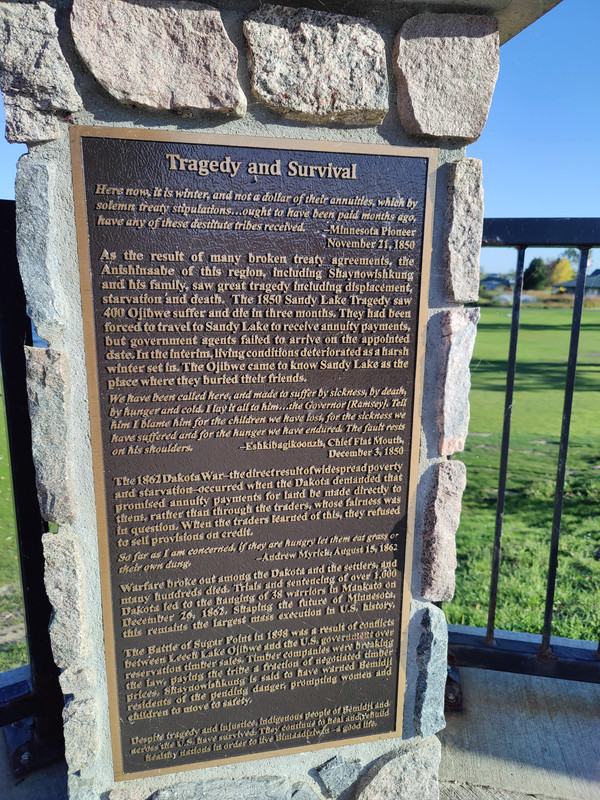 Tragedy and Survival
Here now, it is winter, and not a dollar of their annuities, which by
solemn treaty stipulations...ought to have been paid months ago,
have any of these destitute tribes received. –Minnesota Pioneer
November 21, 1850
As the result of many broken treaty agreements, the
Anishinaabe of this region, including Shaynowishkung
and his family, saw great tragedy including displacement,
starvation and death. The 1850 Sandy Lake Tragedy saw
400 Ojibwe suffer and die in three months. They had been
forced to travel to Sandy Lake to receive annuity payments,
but government agents failed to arrive on the appointed
date. In the interim, living conditions deteriorated as a harsh
winter set in. The Ojibwe came to know Sandy Lake as the
place where they buried their friends.
We have been called here, and made to suffer by sickness, by death,
by hunger and cold. I lay it all to him...the Governor [Ramsey]. Tell
him I blame him for the children we have lost, for the sickness we
have suffered and for the hunger we have endured. The fault rests
on his shoulders. –Eshkibagikoonzh, Chief Flat Mouth,
December 3, 1850
The 1862 Dakota War–the direct result of widespread poverty
and starvation–occurred when the Dakota demanded that
promised annuity payments for land be made directly to
them, rather than through the traders, whose fairness was
in question. When the traders learned of this, they refused
to sell provisions on credit.
So far as I am concerned, if they are hungry let them eat grass or
their own dung. –Andrew Myrick, August 15, 1862
Warfare broke out among the Dakota and the settlers, and
many hundreds died. Trials and sentencing of over 1,000
Dakota led to the hanging of 38 warriors in Mankato on
December 26, 1862. Shaping the future of Minnesota,
this remains the largest mass execution in U.S. history.
The Battle of Sugar Point in 1898 was a result of conflicts
between Leech Lake Ojibwe and the U.S. government over
reservation timber sales. Timber companies were breaking
the law, paying the tribe a fraction of negotiated timber
prices. Shaynowishkung is said to have warned Bemidji
residents of the pending danger, prompting women and
children to move to safety.
Despite tragedy and injustice, indigenous people of Bemidji and
across the U.S. have survived. They continue to heal and rebuild
healthy nations in order to live –a good life.